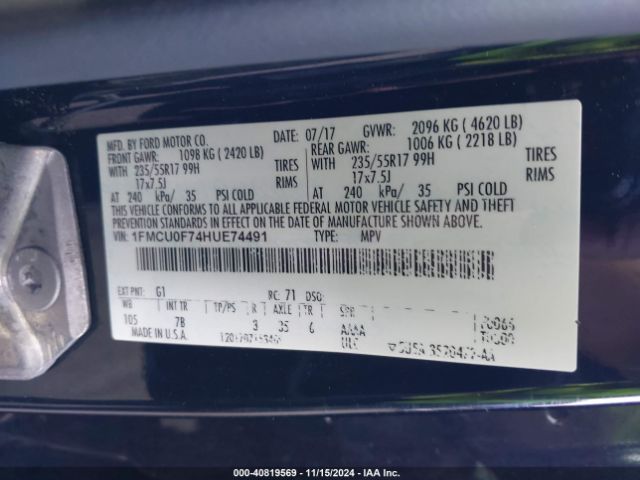 MFD. BY FORD MOTOR CO.
DATE: 07/17 GVWR: 2096 KG ( 4620 LB)
FRONT GAWR: 1098 KG ( 2420 LB)
REAR GAWR: 1006 KG ( 2218 LB)
WITH 235/55R17 99H TIRES
WITH 235/55R17 99H TIRES
17x7.5J RIMS
17x7.5J RIMS
AT 240 kPa/ 35 PSI COLD
AT 240 kPa/ 35 PSI COLD
THIS VEHICLE CONFORMS TO ALL APPLICABLE FEDERAL MOTOR VEHICLE SAFETY AND THEFT
PREVENTION STANDARDS IN EFFECT ON THE DATE OF MANUFACTURE SHOWN ABOVE.
VIN: 1FMCU0F74HUE74491 TYPE: MPV
EXT PNT: G1 RC: 71 DSO:
WB INT TR TP/PS R AXLE TR SPR
105 7B 3 35 6 AAAA
MADE IN U.S.A. ULC
40819569 — 11/15/2024 — IAA Inc.